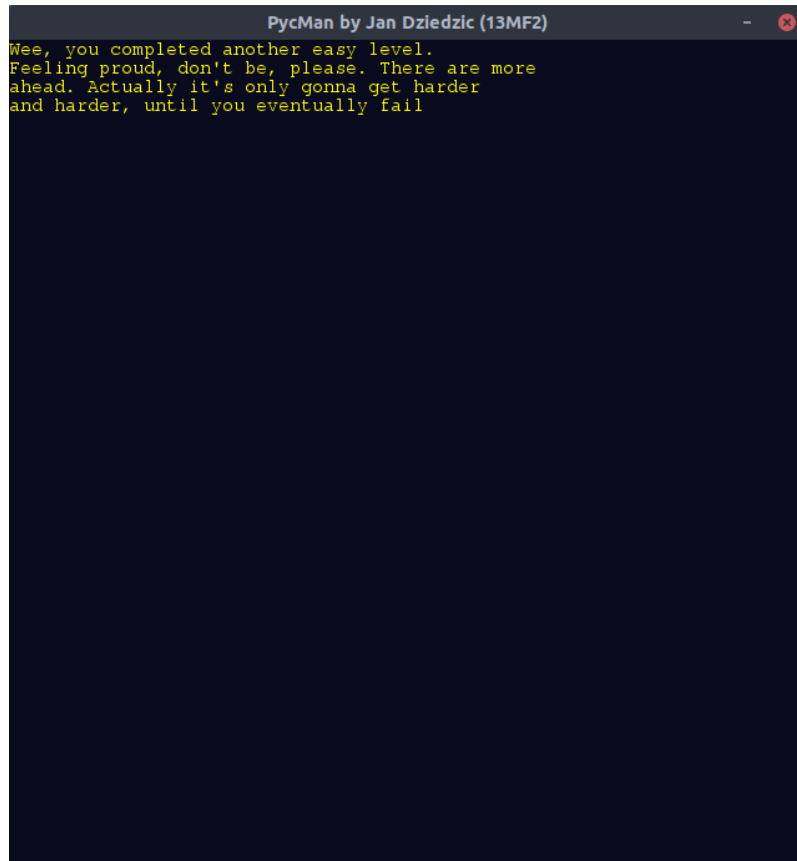 PycMan by Jan Dziedzic (13MF2)
Wee, you completed another easy level.
Feeling proud, don't be, please. There are more
ahead. Actually it's only gonna get harder
and harder, until you eventually fail